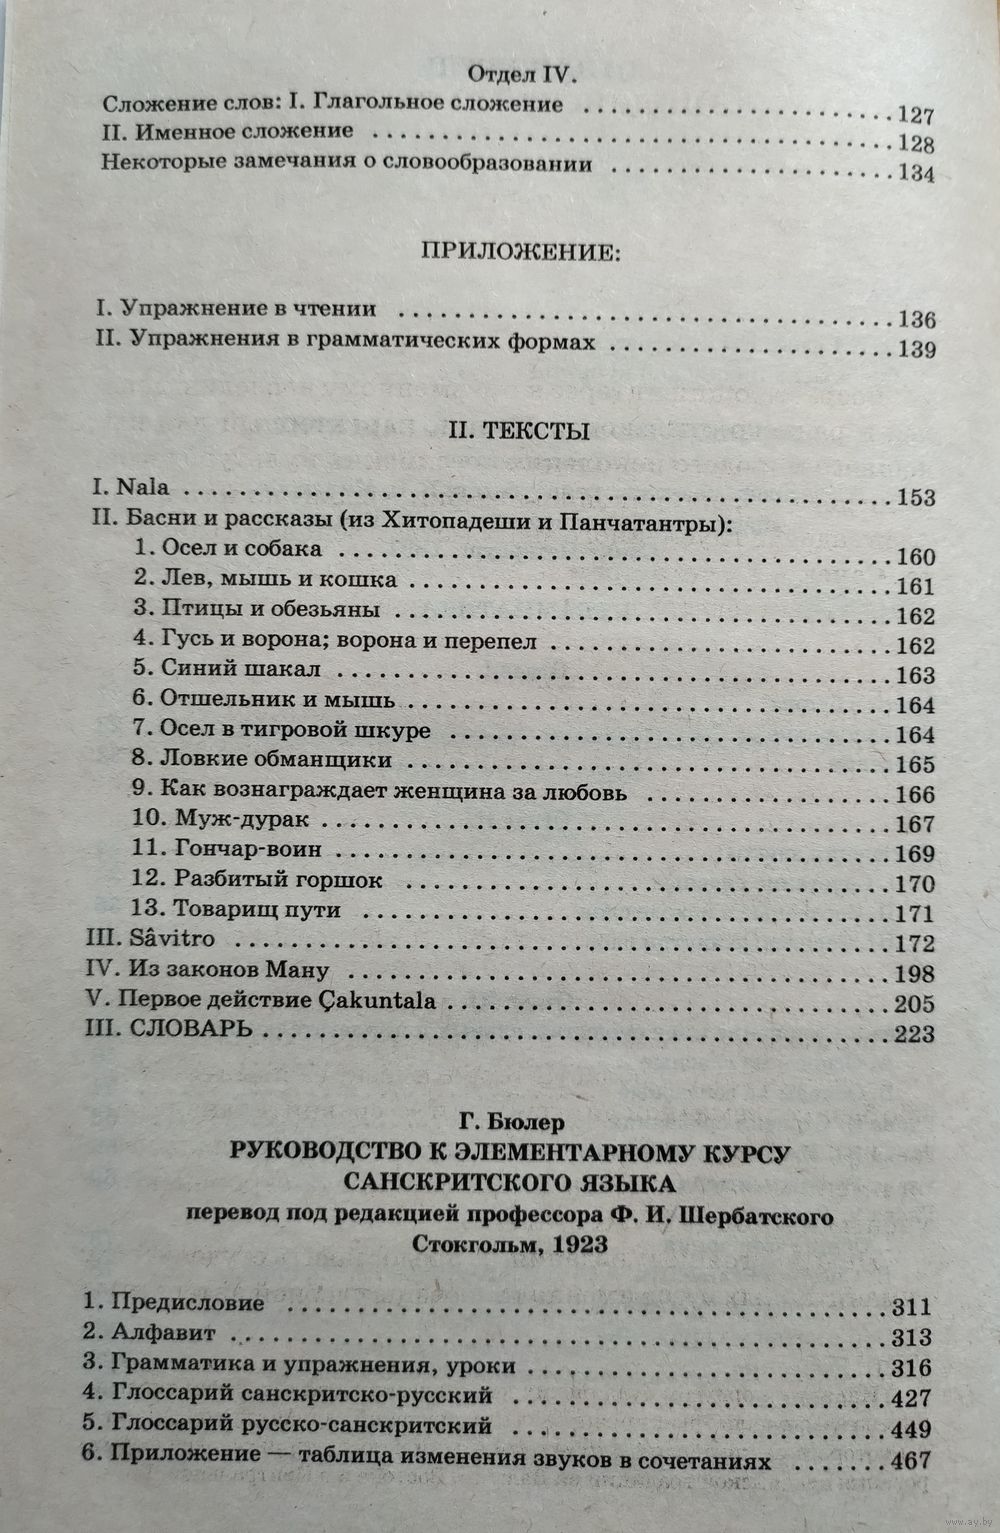 Отдел IV.
Сложение слов: I. Глагольное сложение ........................ 127
II. Именное сложение ........................................ 128
Некоторые замечания о словообразовании ...................... 134
ПРИЛОЖЕНИЕ:
I. Упражнение в чтении ...................................... 136
II. Упражнения в грамматических формах ...................... 139
II. ТЕКСТЫ
I. Nala ..................................................... 153
II. Басни и рассказы (из Хитопадеши и Панчатантры):
1. Осел и собака ............................................ 160
2. Лев, мышь и кошка ........................................ 161
3. Птицы и обезьяны ......................................... 162
4. Гусь и ворона; ворона и перепел .......................... 162
5. Синий шакал .............................................. 163
6. Отшельник и мышь ......................................... 164
7. Осел в тигровой шкуре .................................... 164
8. Ловкие обманщики ......................................... 165
9. Как вознаграждает женщина за любовь ...................... 166
10. Муж-дурак ............................................... 167
11. Гончар-воин ............................................. 169
12. Разбитый горшок ......................................... 170
13. Товарищ пути ............................................ 171
III. Sâvitro ................................................ 172
IV. Из законов Ману ......................................... 198
V. Первое действие Çakuntala ................................ 205
III. СЛОВАРЬ ................................................ 223
Г. Бюлер
РУКОВОДСТВО К ЭЛЕМЕНТАРНОМУ КУРСУ
САНСКРИТСКОГО ЯЗЫКА
перевод под редакцией профессора Ф. И. Шербатского
Стокгольм, 1923
1. Предисловие .............................................. 311
2. Алфавит .................................................. 313
3. Грамматика и упражнения, уроки ........................... 316
4. Глоссарий санскритско-русский ............................ 427
5. Глоссарий русско-санскритский ............................ 449
6. Приложение — таблица изменения звуков в сочетаниях ....... 467
www.ay.by